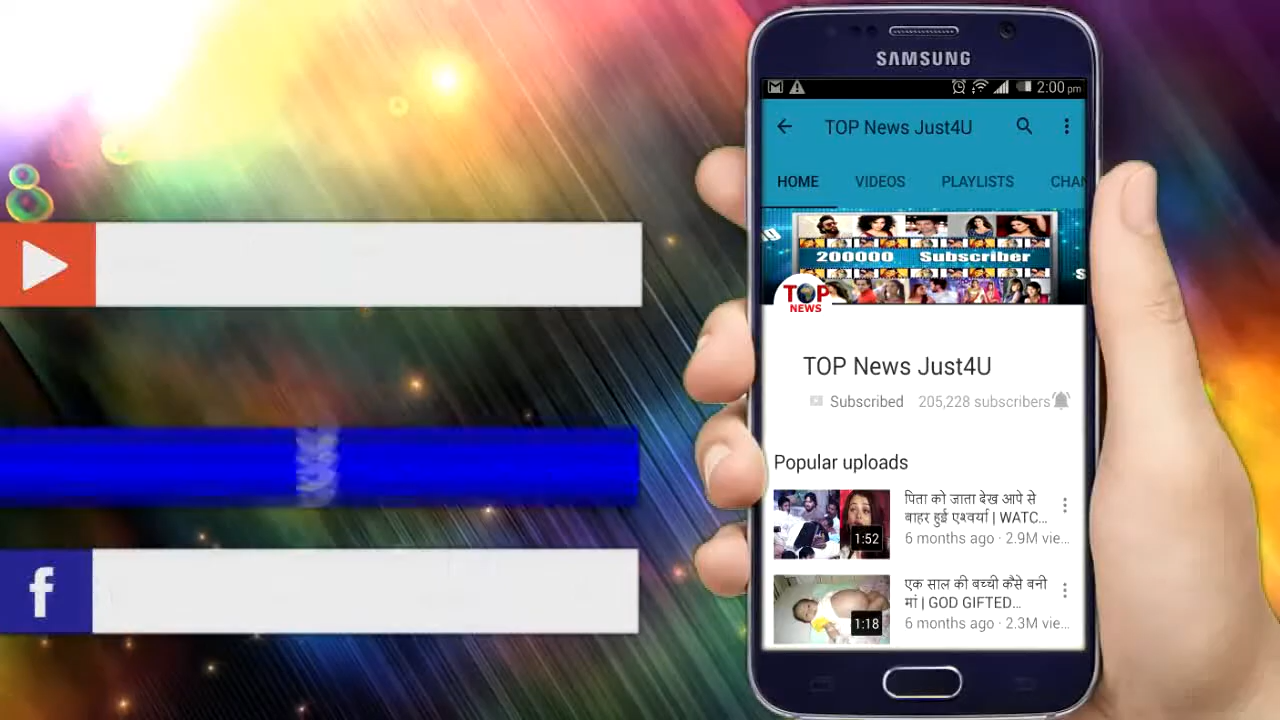 SAMSUNG
2:00 pm
TOP News Just4U
HOME VIDEOS PLAYLISTS CHAN
200000 Subscriber
TOP
NEWS
TOP News Just4U
Subscribed 205,228 subscribers
Popular uploads
पिता को जाता देख आपे से
बाहर हुई एश्वर्या | WATC...
6 months ago · 2.9M vie...
1:52
एक साल की बच्ची कैसे बनी
मां | GOD GIFTED...
6 months ago · 2.3M vie...
1:18
f